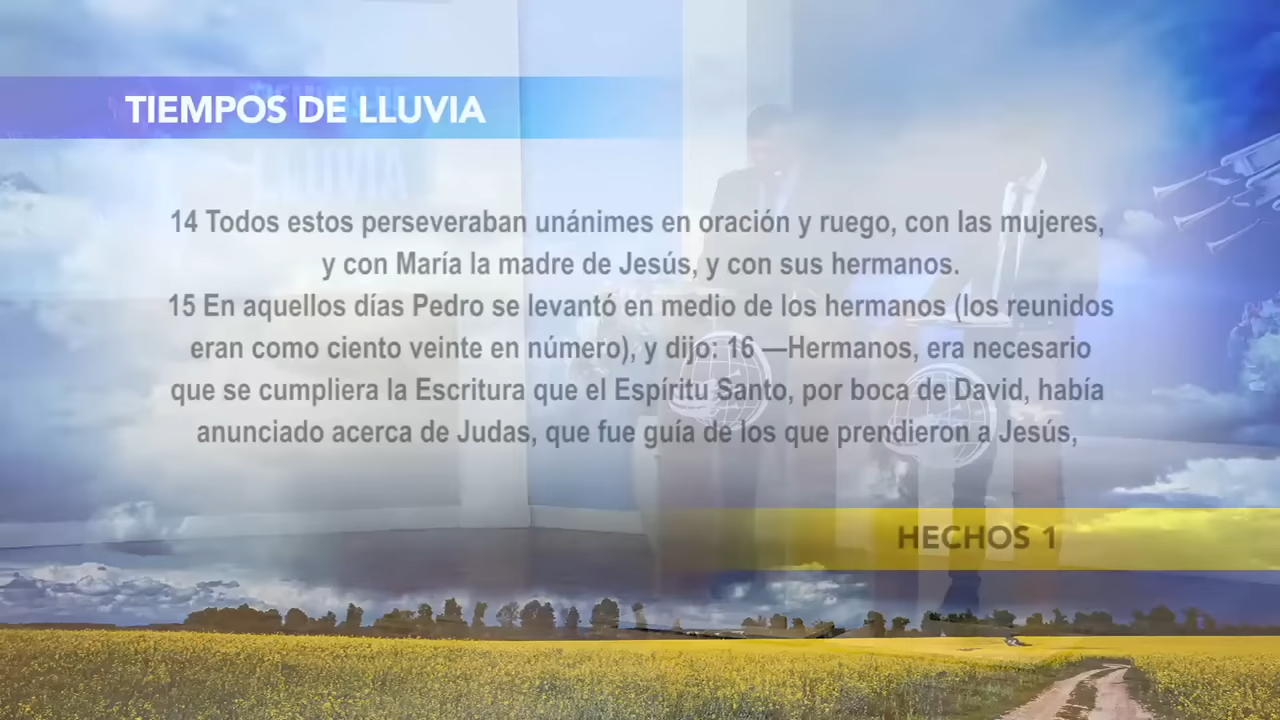 TIEMPOS DE LLUVIA
LLUVIA
14 Todos estos perseveraban unánimes en oración y ruego, con las mujeres,
y con María la madre de Jesús, y con sus hermanos.
15 En aquellos días Pedro se levantó en medio de los hermanos (los reunidos
eran como ciento veinte en número), y dijo: 16 —Hermanos, era necesario
que se cumpliera la Escritura que el Espíritu Santo, por boca de David, había
anunciado acerca de Judas, que fue guía de los que prendieron a Jesús,
HECHOS 1